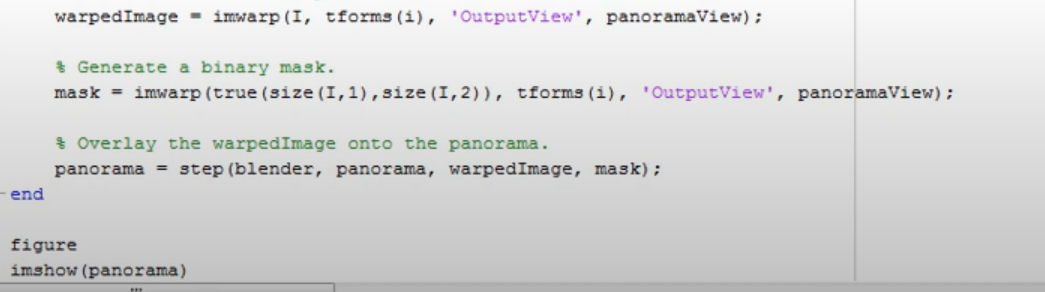 warpedImage = imwarp(I, tforms(i), 'OutputView', panoramaView);
% Generate a binary mask.
mask = imwarp(true(size(I,1),size(I,2)), tforms(i), 'OutputView', panoramaView);
% Overlay the warpedImage onto the panorama.
panorama = step(blender, panorama, warpedImage, mask);
end
figure
imshow(panorama)